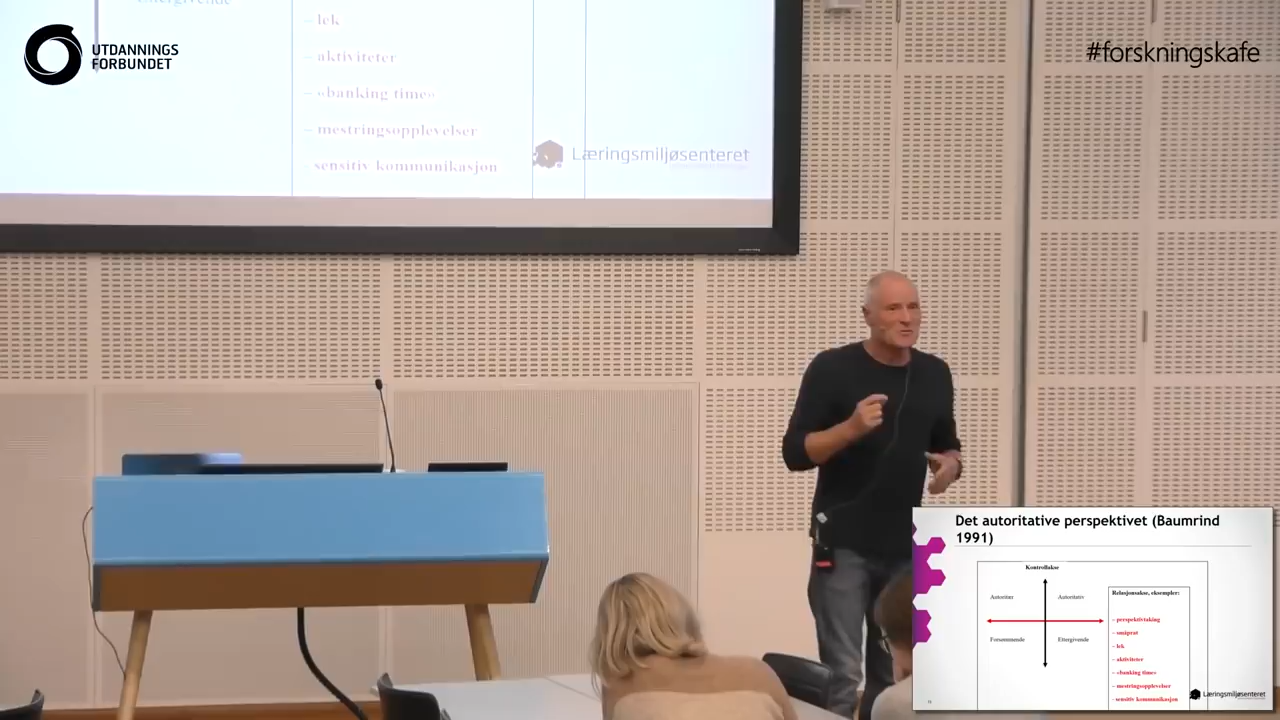 UTDANNINGS
FORBUNDET
#forskningskafe
– lek
– aktiviteter
– «banking time»
– mestringsopplevelser
– sensitiv kommunikasjon
Læringsmiljøsenteret
Det autoritative perspektivet (Baumrind
1991)
Kontrollakse
Autoritær
Autoritativ
Forsømmende
Ettergivende
Relasjonsakse, eksempler:
– perspektivtaking
– småprat
– lek
– aktiviteter
– «banking time»
– mestringsopplevelser
– sensitiv kommunikasjon
Læringsmiljøsenteret